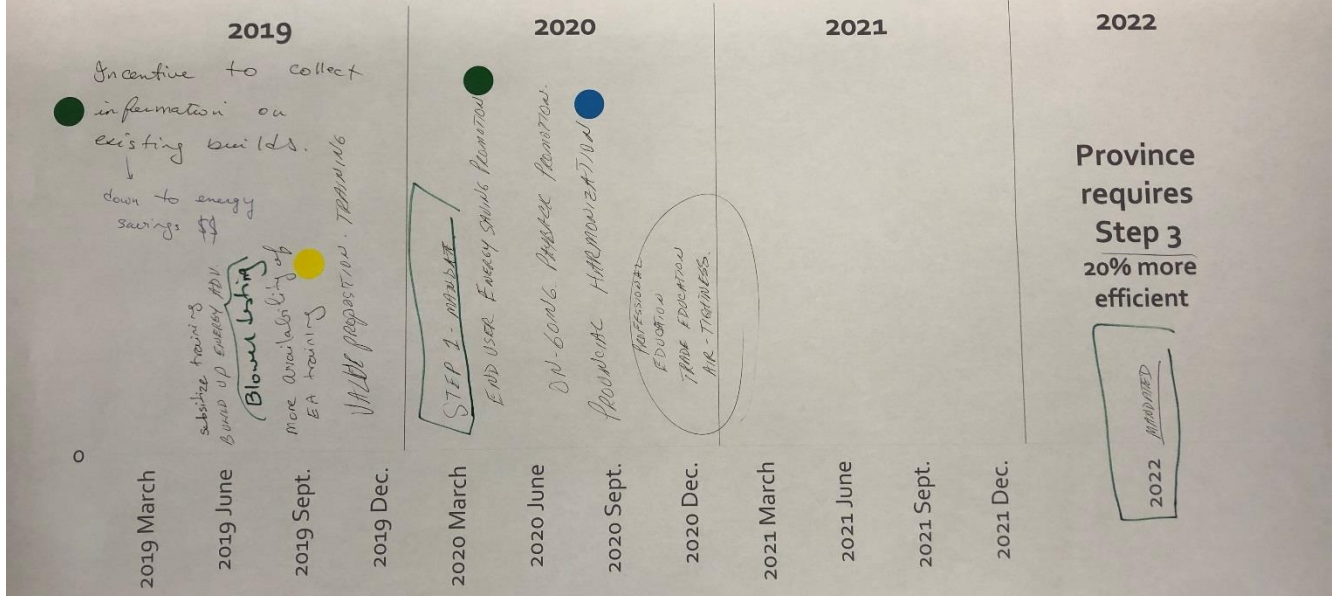 2019
2020
2021
2022
Incentive to collect
information on
existing builds.
down to energy
savings $$
subsitize training
BUILD UP ENERGY ADV
Blower testing
more availability of
EA training
VALUE PROPOSITION. TRAINING
STEP 1 - MANDATE
END USER ENERGY SAVING PROMOTION
ON-GOING PAYBACK PROMOTION.
PROVINCIAL HARMONIZATION
PROFESSIONAL
EDUCATION
TRADE EDUCATION
AIR-TIGHTNESS.
Province
requires
Step 3
20% more
efficient
2022 MANDATED
0
2019 March
2019 June
2019 Sept.
2019 Dec.
2020 March
2020 June
2020 Sept.
2020 Dec.
2021 March
2021 June
2021 Sept.
2021 Dec.